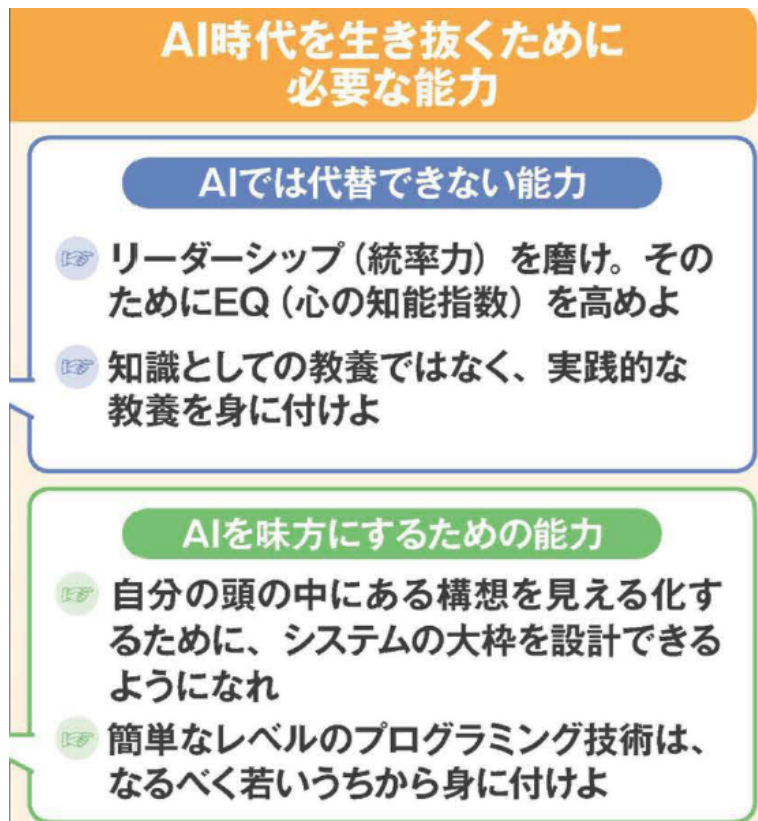 AI時代を生き抜くために
必要な能力
AIでは代替できない能力
リーダーシップ（統率力）を磨け。その
ためにEQ（心の知能指数）を高めよ
知識としての教養ではなく、実践的な
教養を身に付けよ
AIを味方にするための能力
自分の頭の中にある構想を見える化す
るために、システムの大枠を設計できる
ようになれ
簡単なレベルのプログラミング技術は、
なるべく若いうちから身に付けよ